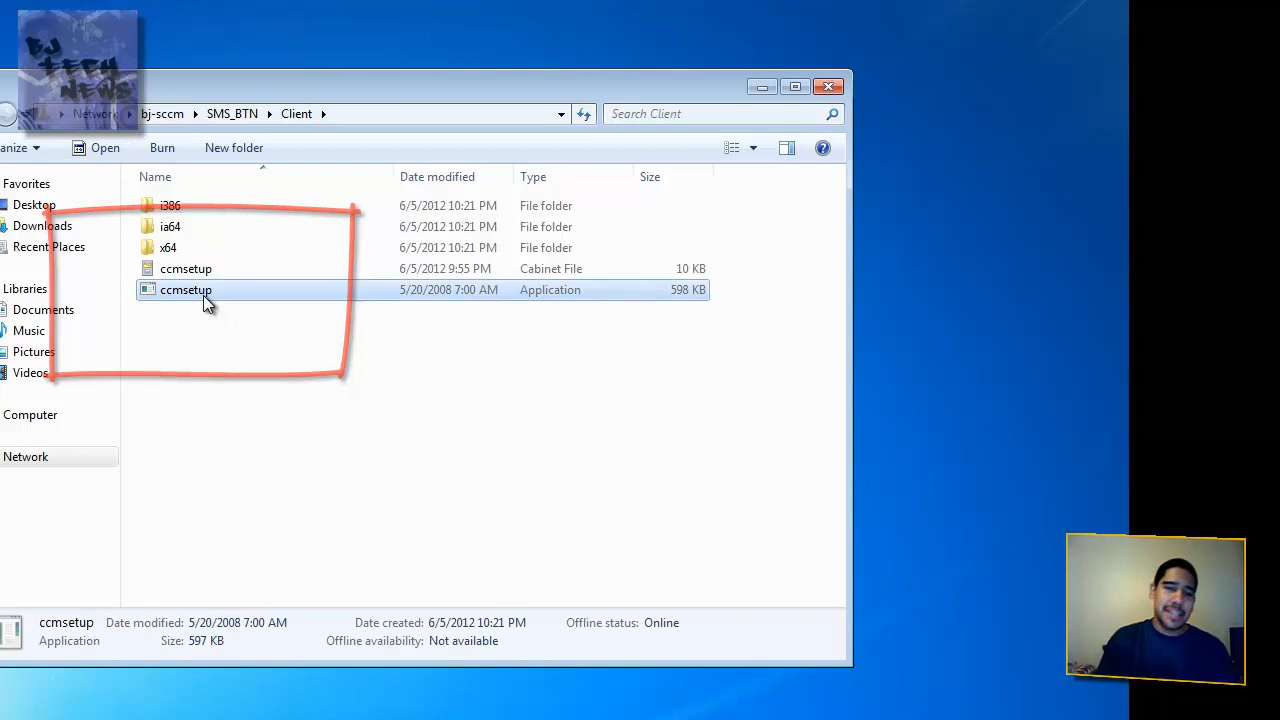 BJ
TECH
NEWS
Network bj-sccm SMS_BTN Client Search Client
anize Open Burn New folder
Name Date modified Type Size
Favorites
Desktop
Downloads
Recent Places
Libraries
Documents
Music
Pictures
Videos
Computer
Network
i386 6/5/2012 10:21 PM File folder
ia64 6/5/2012 10:21 PM File folder
x64 6/5/2012 10:21 PM File folder
ccmsetup 6/5/2012 9:55 PM Cabinet File 10 KB
ccmsetup 5/20/2008 7:00 AM Application 598 KB
ccmsetup Date modified: 5/20/2008 7:00 AM Date created: 6/5/2012 10:21 PM Offline status: Online
Application Size: 597 KB Offline availability: Not available